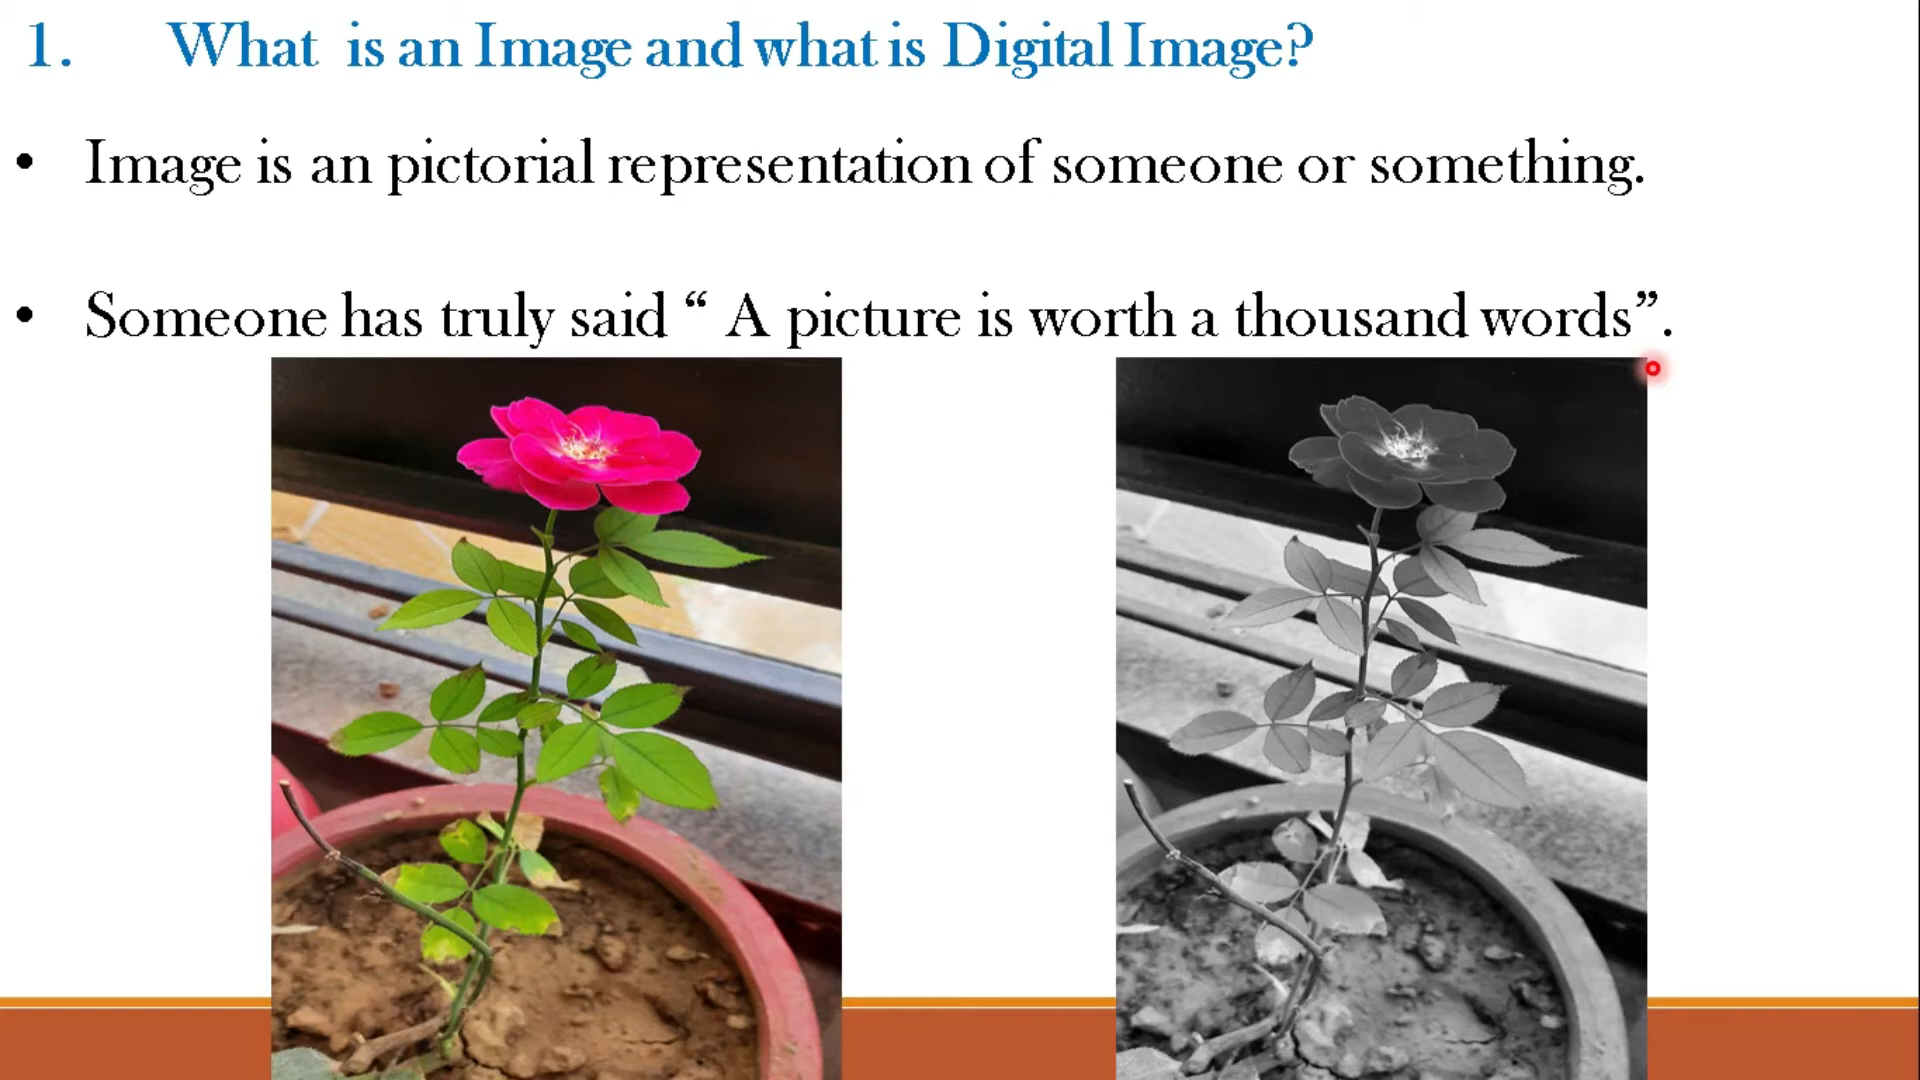 1. What is an Image and what is Digital Image?
• Image is an pictorial representation of someone or something.
• Someone has truly said “ A picture is worth a thousand words”.